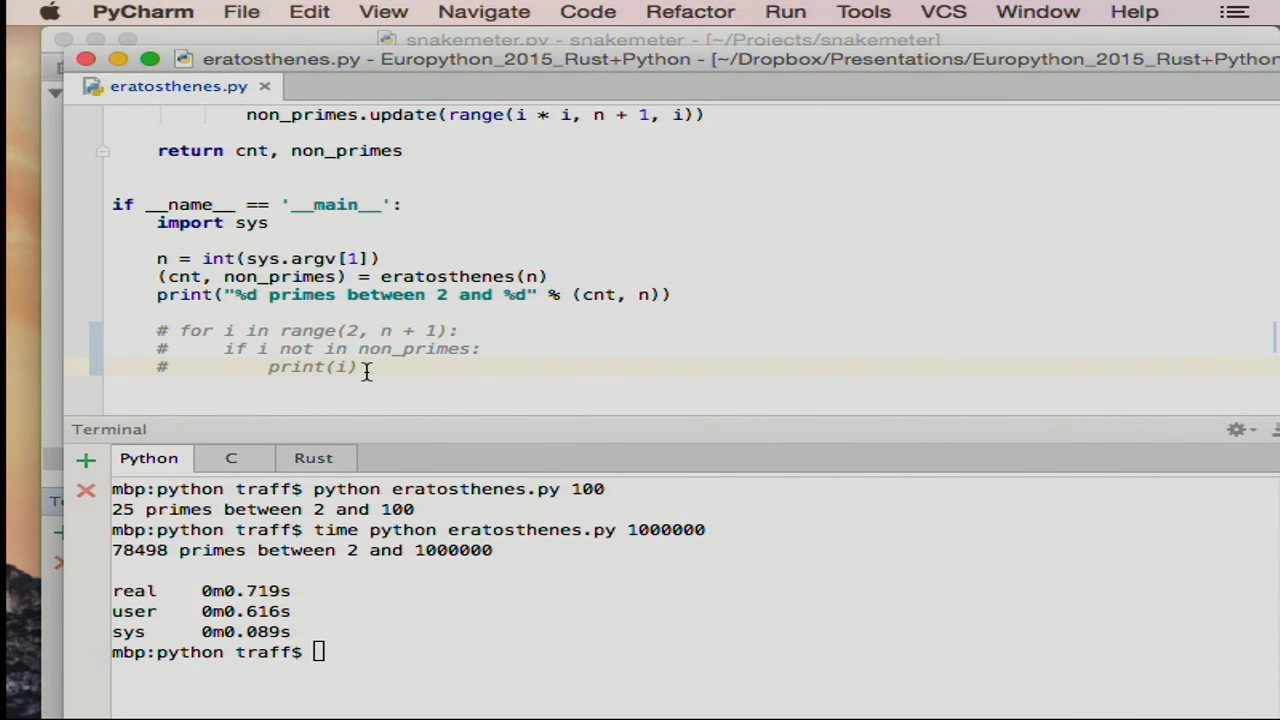 PyCharm File Edit View Navigate Code Refactor Run Tools VCS Window Help
snakemeter.py - snakemeter - [~/Projects/snakemeter]
eratosthenes.py - Europython_2015_Rust+Python - [~/Dropbox/Presentations/Europython_2015_Rust+Python
eratosthenes.py
non_primes.update(range(i * i, n + 1, i))
return cnt, non_primes
if __name__ == '__main__':
import sys
n = int(sys.argv[1])
(cnt, non_primes) = eratosthenes(n)
print("%d primes between 2 and %d" % (cnt, n))
# for i in range(2, n + 1):
# if i not in non_primes:
# print(i)
Terminal
Python C Rust
mbp:python traff$ python eratosthenes.py 100
25 primes between 2 and 100
mbp:python traff$ time python eratosthenes.py 1000000
78498 primes between 2 and 1000000
real 0m0.719s
user 0m0.616s
sys 0m0.089s
mbp:python traff$